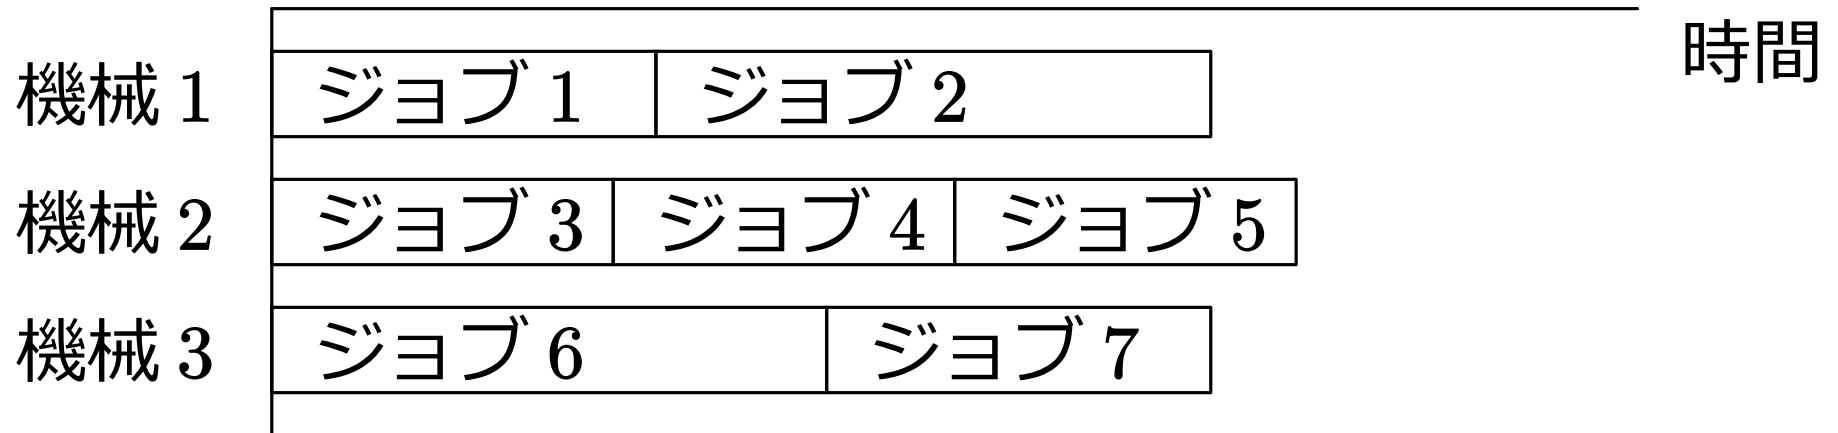 時間
機械 1 ジョブ 1 ジョブ 2
機械 2 ジョブ 3 ジョブ 4 ジョブ 5
機械 3 ジョブ 6 ジョブ 7